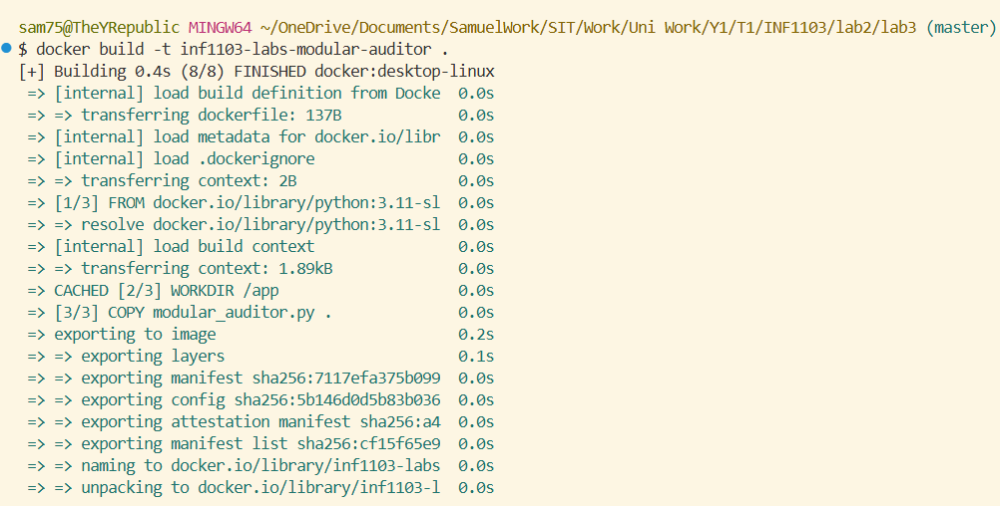 sam75@TheYRepublic MINGW64 ~/OneDrive/Documents/SamuelWork/SIT/Work/Uni Work/Y1/T1/INF1103/lab2/lab3 (master)
$ docker build -t inf1103-labs-modular-auditor .
[+] Building 0.4s (8/8) FINISHED docker:desktop-linux
=> [internal] load build definition from Docke 0.0s
=> => transferring dockerfile: 137B 0.0s
=> [internal] load metadata for docker.io/libr 0.0s
=> [internal] load .dockerignore 0.0s
=> => transferring context: 2B 0.0s
=> [1/3] FROM docker.io/library/python:3.11-sl 0.0s
=> => resolve docker.io/library/python:3.11-sl 0.0s
=> [internal] load build context 0.0s
=> => transferring context: 1.89kB 0.0s
=> CACHED [2/3] WORKDIR /app 0.0s
=> [3/3] COPY modular_auditor.py . 0.0s
=> exporting to image 0.2s
=> => exporting layers 0.1s
=> => exporting manifest sha256:7117efa375b099 0.0s
=> => exporting config sha256:5b146d0d5b83b036 0.0s
=> => exporting attestation manifest sha256:a4 0.0s
=> => exporting manifest list sha256:cf15f65e9 0.0s
=> => naming to docker.io/library/inf1103-labs 0.0s
=> => unpacking to docker.io/library/inf1103-l 0.0s